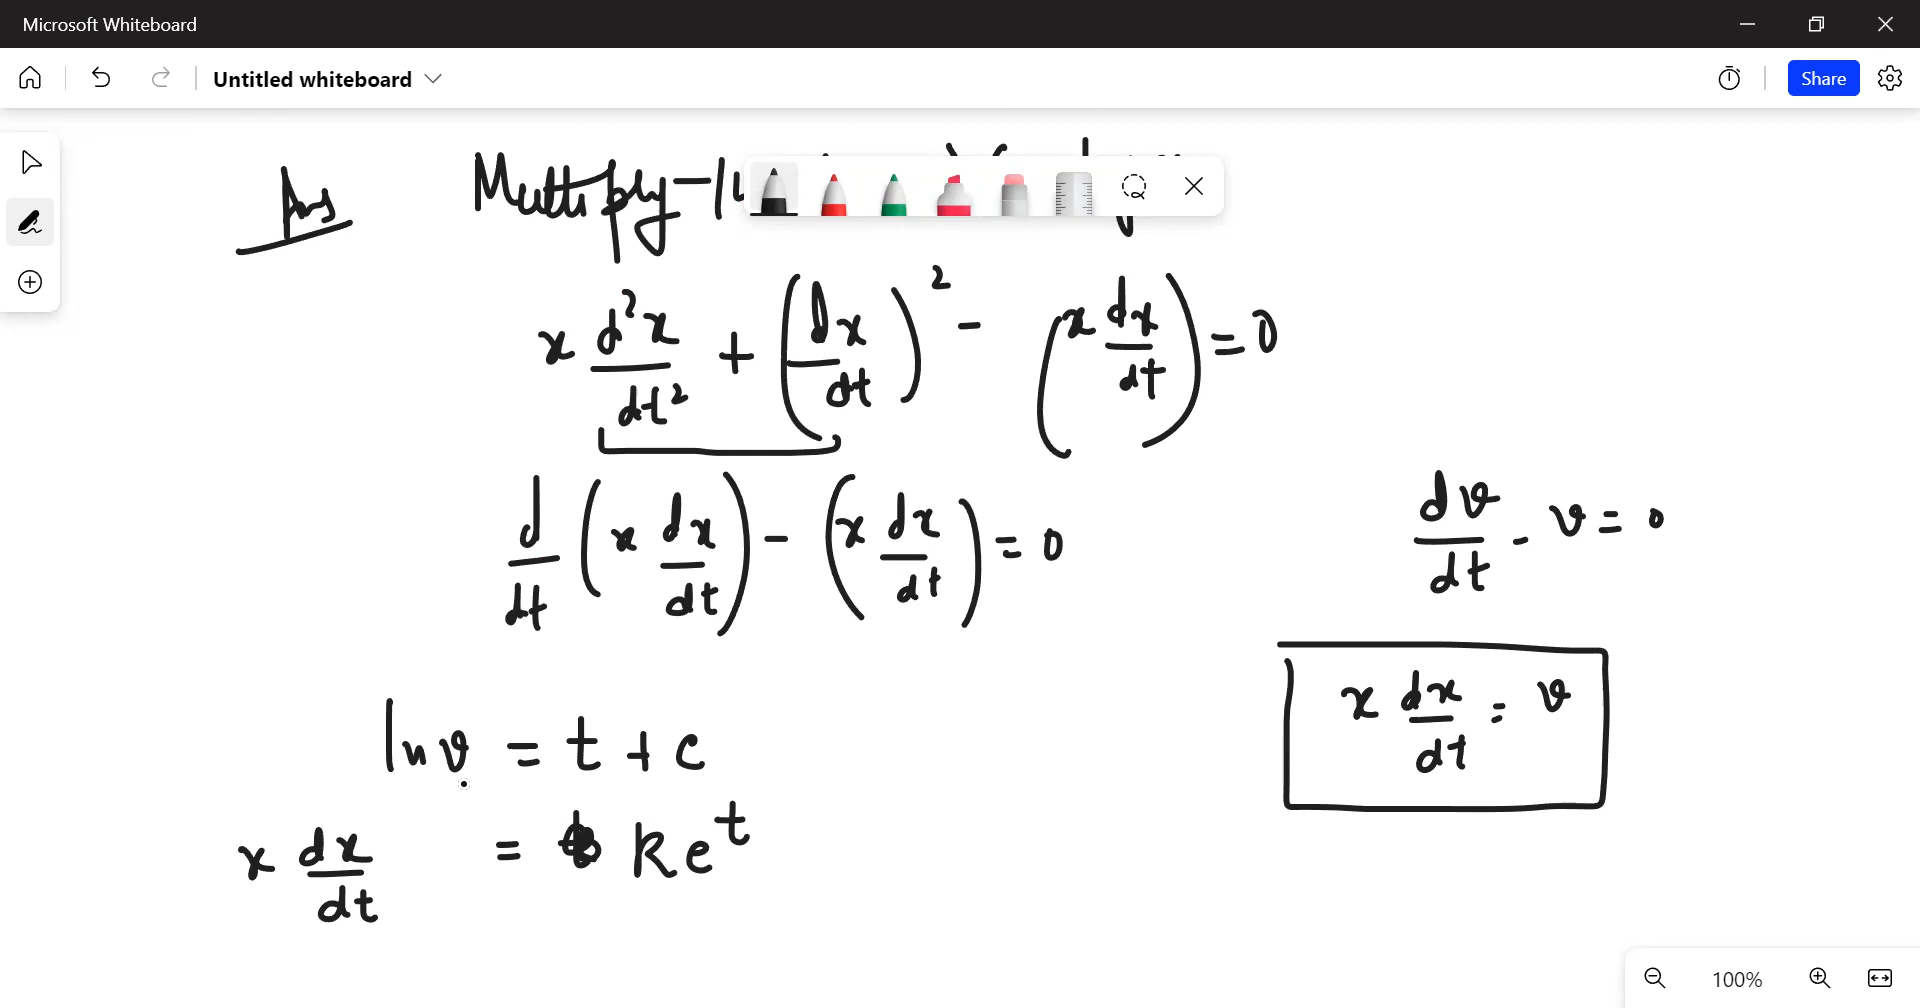 Microsoft Whiteboard
Untitled whiteboard
Share
Ans
Multiply
x d²x/dt² + (dx/dt)² - (x dx/dt) = 0
d/dt (x dx/dt) - (x dx/dt) = 0
dv/dt - v = 0
x dx/dt = v
ln v = t + c
x dx/dt = k e^t
100%